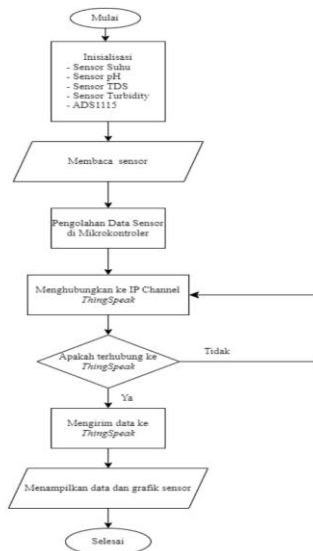 Mulai
Inisialisasi
- Sensor Suhu
- Sensor pH
- Sensor TDS
- Sensor Turbidity
- ADS1115
Membaca sensor
Pengolahan Data Sensor
di Mikrokontroler
Menghubungkan ke IP Channel
ThingSpeak
Apakah terhubung ke
ThingSpeak
Tidak
Ya
Mengirim data ke
ThingSpeak
Menampilkan data dan grafik sensor
Selesai